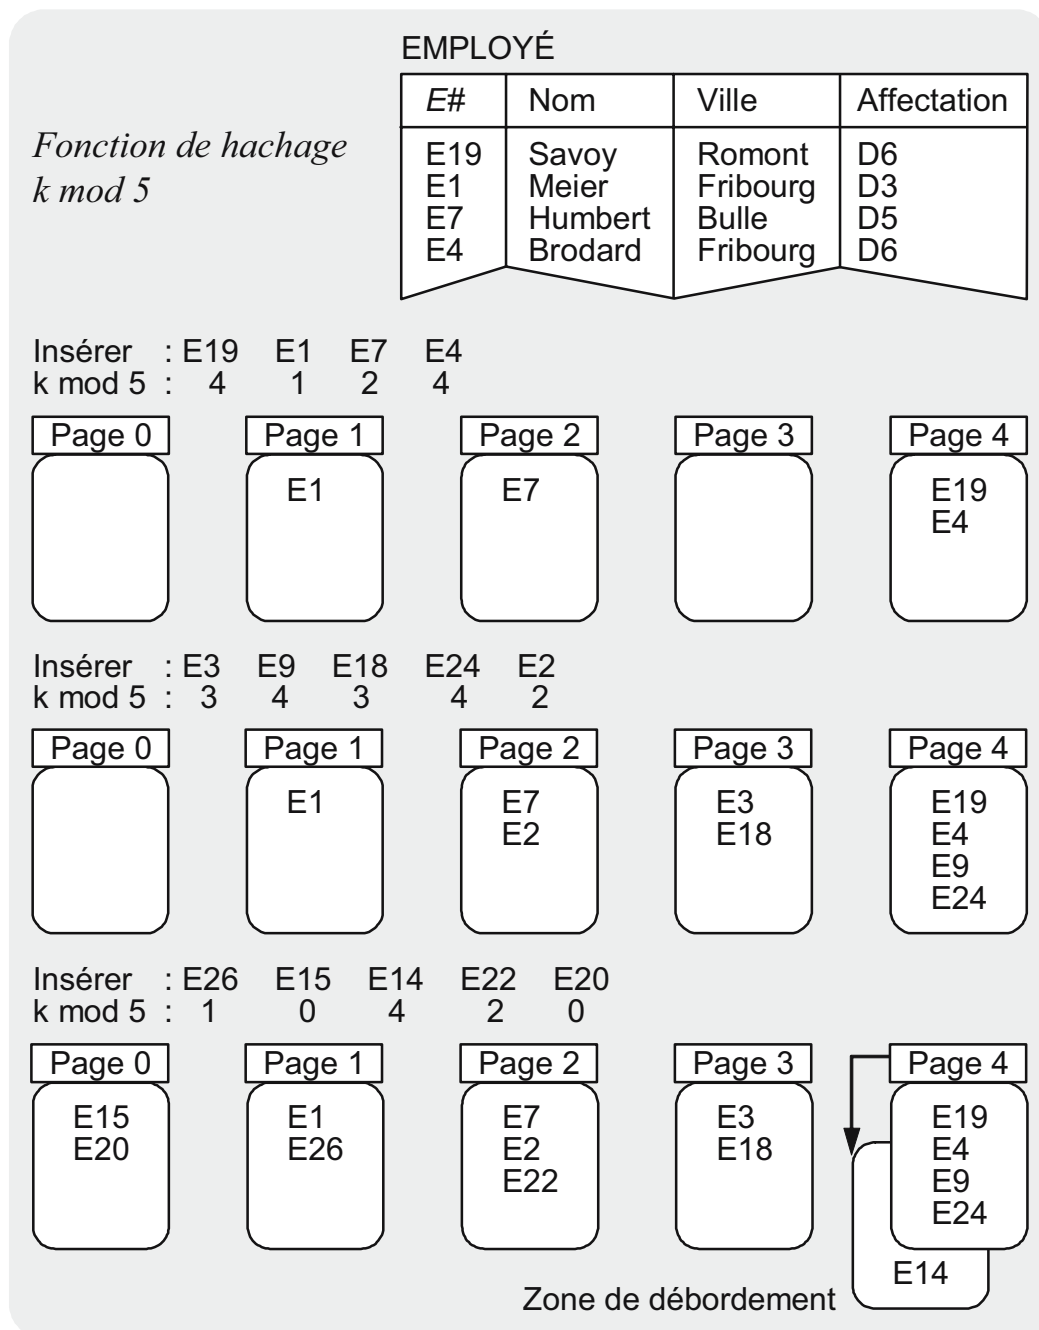 EMPLOYÉ
E# Nom Ville Affectation
Fonction de hachage
k mod 5
E19 Savoy Romont D6
E1 Meier Fribourg D3
E7 Humbert Bulle D5
E4 Brodard Fribourg D6
Insérer : E19 E1 E7 E4
k mod 5 : 4 1 2 4
Page 0 Page 1 Page 2 Page 3 Page 4
E1 E7 E19
E4
Insérer : E3 E9 E18 E24 E2
k mod 5 : 3 4 3 4 2
Page 0 Page 1 Page 2 Page 3 Page 4
E1 E7 E3 E19
E2 E18 E4
E9
E24
Insérer : E26 E15 E14 E22 E20
k mod 5 : 1 0 4 2 0
Page 0 Page 1 Page 2 Page 3 Page 4
E15 E1 E7 E3 E19
E20 E26 E2 E18 E4
E22 E9
E24
E14
Zone de débordement